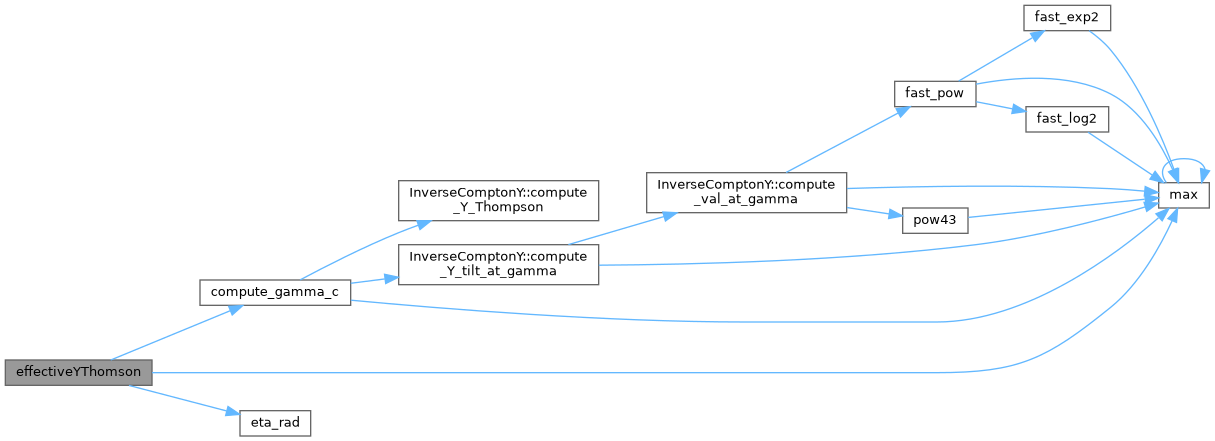 fast_exp2
fast_pow
fast_log2
InverseComptonY::compute
_val_at_gamma
max
InverseComptonY::compute
_Y_Thompson
pow43
InverseComptonY::compute
_Y_tilt_at_gamma
compute_gamma_c
effectiveYThomson
eta_rad